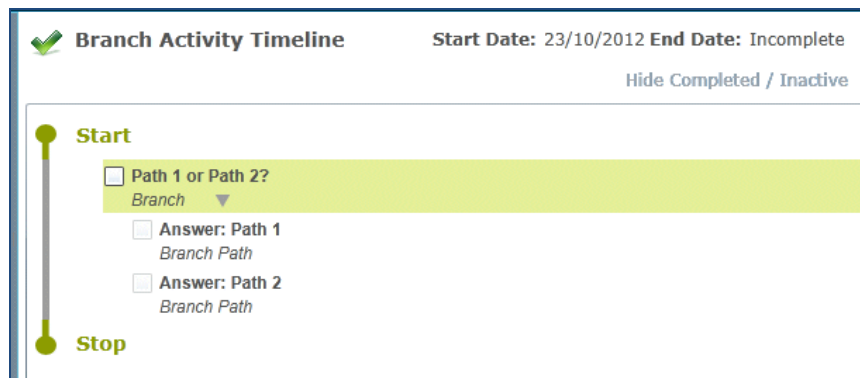 Branch Activity Timeline Start Date: 23/10/2012 End Date: Incomplete
Hide Completed / Inactive
Start
Path 1 or Path 2?
Branch
Answer: Path 1
Branch Path
Answer: Path 2
Branch Path
Stop